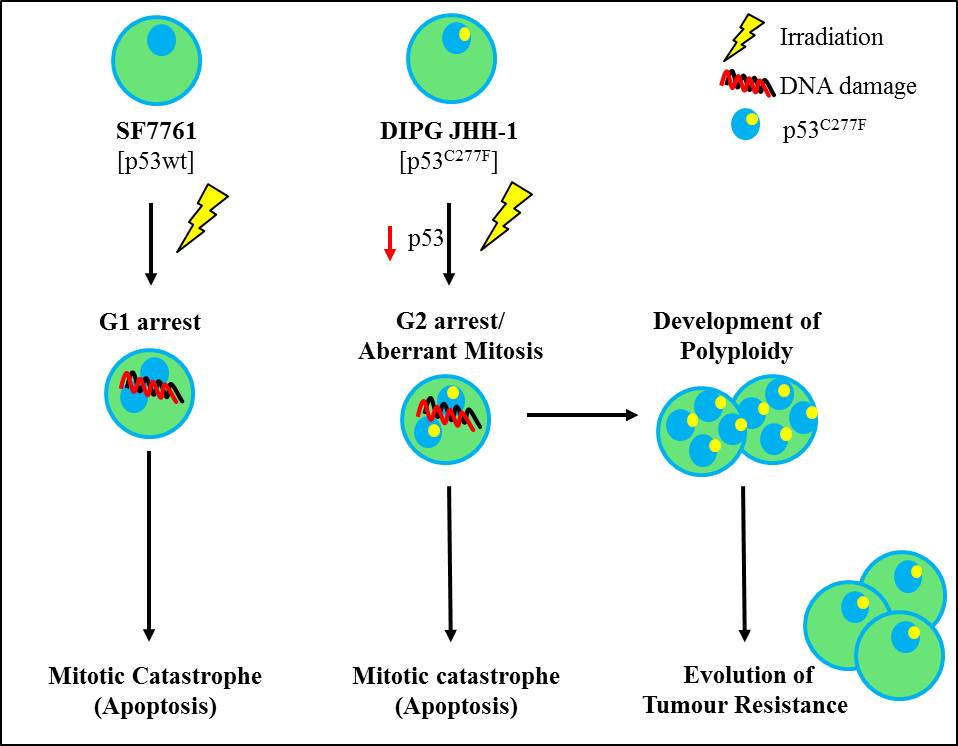 Irradiation
DNA damage
p53C277F
SF7761
[p53wt]
DIPG JHH-1
[p53C277F]
p53
G1 arrest
G2 arrest/
Aberrant Mitosis
Development of
Polyploidy
Mitotic Catastrophe
(Apoptosis)
Mitotic catastrophe
(Apoptosis)
Evolution of
Tumour Resistance